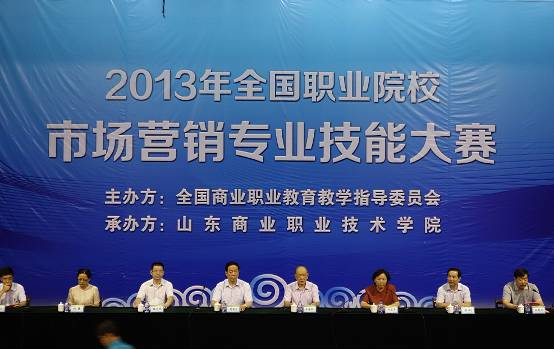 2013年全国职业院校
市场营销专业技能大赛
主办方：全国商业职业教育教学指导委员会
承办方：山东商业职业技术学院